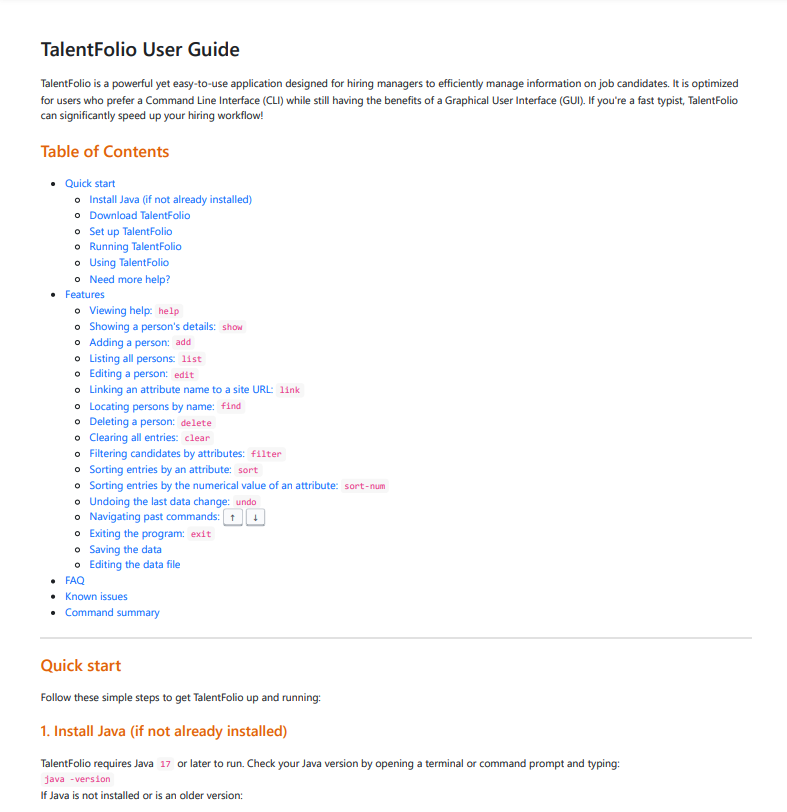 TalentFolio User Guide
TalentFolio is a powerful yet easy-to-use application designed for hiring managers to efficiently manage information on job candidates. It is optimized
for users who prefer a Command Line Interface (CLI) while still having the benefits of a Graphical User Interface (GUI). If you're a fast typist, TalentFolio
can significantly speed up your hiring workflow!
Table of Contents
Quick start
Install Java (if not already installed)
Download TalentFolio
Set up TalentFolio
Running TalentFolio
Using TalentFolio
Need more help?
Features
Viewing help: help
Showing a person's details: show
Adding a person: add
Listing all persons: list
Editing a person: edit
Linking an attribute name to a site URL: link
Locating persons by name: find
Deleting a person: delete
Clearing all entries: clear
Filtering candidates by attributes: filter
Sorting entries by an attribute: sort
Sorting entries by the numerical value of an attribute: sort-num
Undoing the last data change: undo
Navigating past commands: ↑ ↓
Exiting the program: exit
Saving the data
Editing the data file
FAQ
Known issues
Command summary
Quick start
Follow these simple steps to get TalentFolio up and running:
1. Install Java (if not already installed)
TalentFolio requires Java 17 or later to run. Check your Java version by opening a terminal or command prompt and typing:
java -version
If Java is not installed or is an older version: